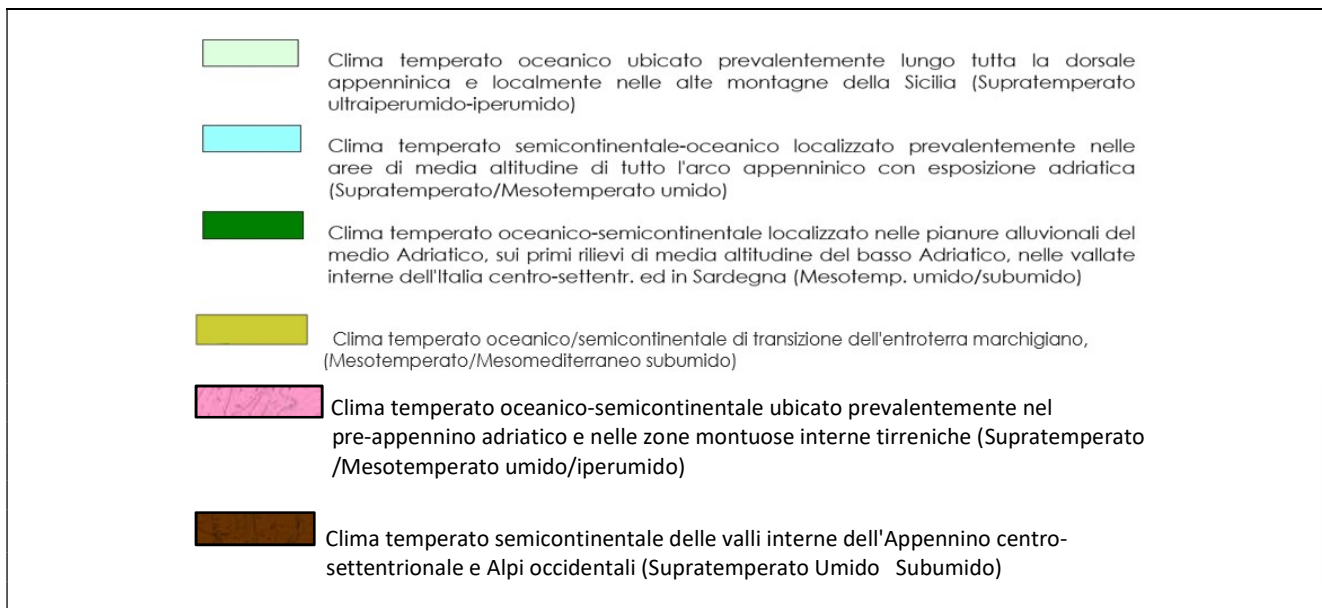 Clima temperato oceanico ubicato prevalentemente lungo tutta la dorsale
appenninica e localmente nelle alte montagne della Sicilia (Supratemperato
ultraiperumido-iperumido)
Clima temperato semicontinentale-oceanico localizzato prevalentemente nelle
aree di media altitudine di tutto l'arco appenninico con esposizione adriatica
(Supratemperato/Mesotemperato umido)
Clima temperato oceanico-semicontinentale localizzato nelle pianure alluvionali del
medio Adriatico, sui primi rilievi di media altitudine del basso Adriatico, nelle vallate
interne dell'Italia centro-settentr. ed in Sardegna (Mesotemp. umido/subumido)
Clima temperato oceanico/semicontinentale di transizione dell'entroterra marchigiano,
(Mesotemperato/Mesomediterraneo subumido)
Clima temperato oceanico-semicontinentale ubicato prevalentemente nel
pre-appennino adriatico e nelle zone montuose interne tirreniche (Supratemperato
/Mesotemperato umido/iperumido)
Clima temperato semicontinentale delle valli interne dell'Appennino centro-
settentrionale e Alpi occidentali (Supratemperato Umido Subumido)